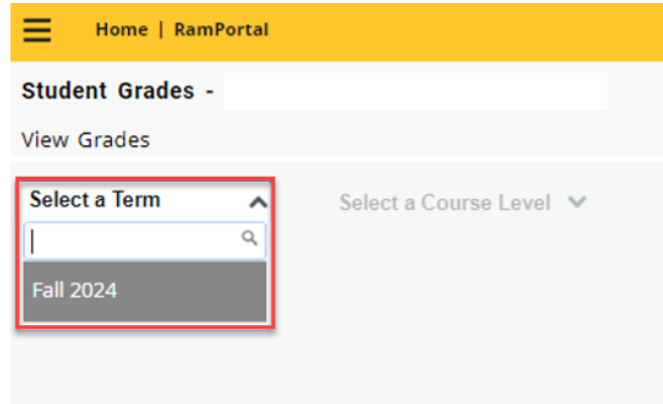 Home | RamPortal
Student Grades -
View Grades
Select a Term
Select a Course Level
Fall 2024